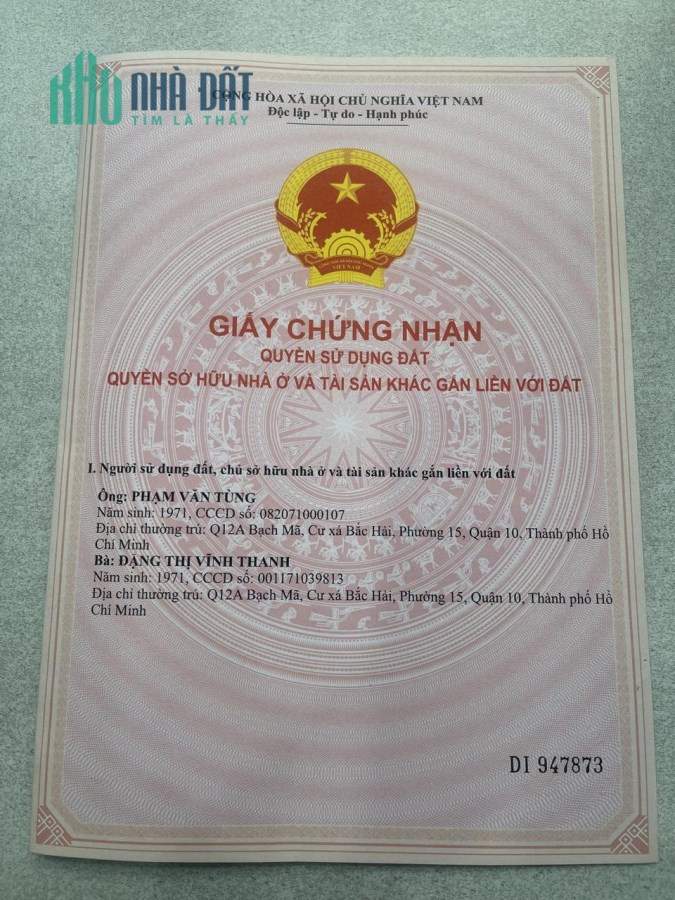 KHU NHÀ ĐẤT
TÌM LÀ THẤY
CỘNG HÒA XÃ HỘI CHỦ NGHĨA VIỆT NAM
Độc lập - Tự do - Hạnh phúc
VIỆT NAM
GIẤY CHỨNG NHẬN
QUYỀN SỬ DỤNG ĐẤT
QUYỀN SỞ HỮU NHÀ Ở VÀ TÀI SẢN KHÁC GẮN LIỀN VỚI ĐẤT
I. Người sử dụng đất, chủ sở hữu nhà ở và tài sản khác gắn liền với đất
Ông: PHẠM VĂN TÙNG
Năm sinh: 1971, CCCD số: 082071000107
Địa chỉ thường trú: Q12A Bạch Mã, Cư xá Bắc Hải, Phường 15, Quận 10, Thành phố Hồ
Chí Minh
Bà: ĐẶNG THỊ VĨNH THANH
Năm sinh: 1971, CCCD số: 001171039813
Địa chỉ thường trú: Q12A Bạch Mã, Cư xá Bắc Hải, Phường 15, Quận 10, Thành phố Hồ
Chí Minh
DI 947873